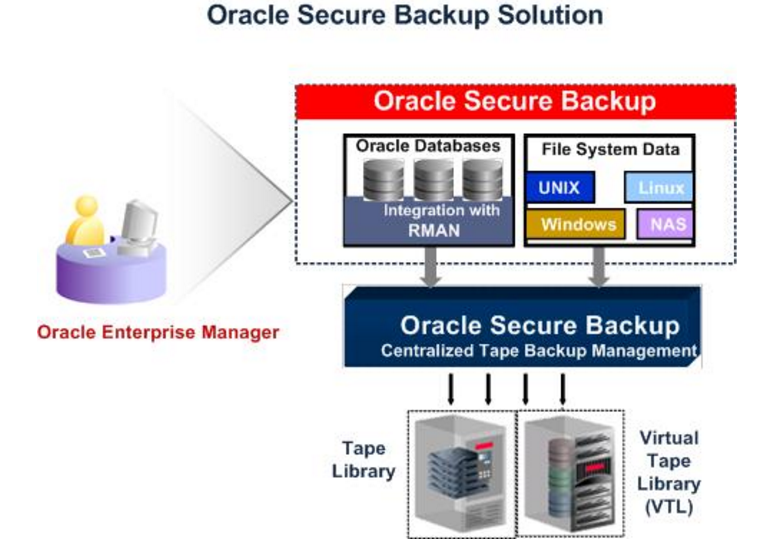 Oracle Secure Backup Solution
Oracle Secure Backup
Oracle Databases
Integration with
RMAN
File System Data
UNIX
Linux
Windows
NAS
Oracle Enterprise Manager
Oracle Secure Backup
Centralized Tape Backup Management
Tape
Library
Virtual
Tape
Library
(VTL)